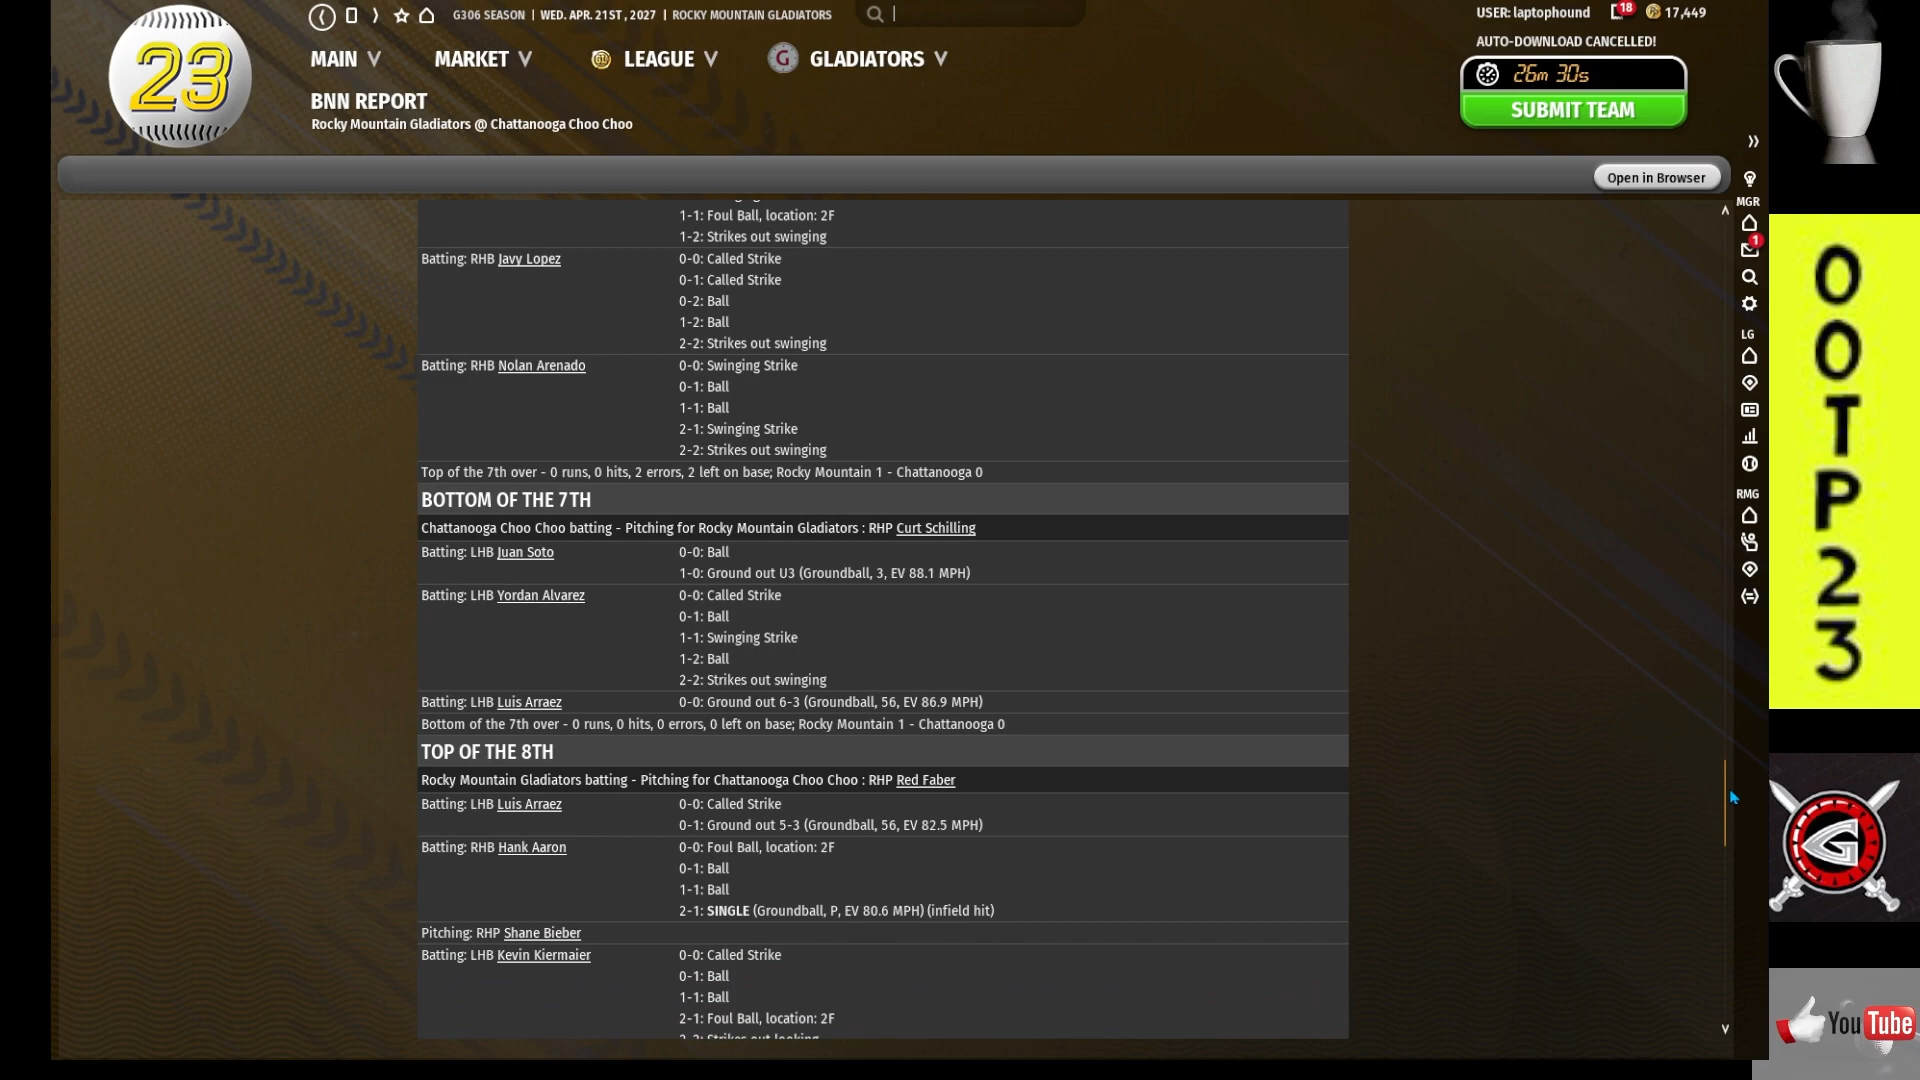 G306 SEASON | WED. APR. 21ST, 2027 | ROCKY MOUNTAIN GLADIATORS
USER: laptophound 18 17,449
23
MAIN MARKET LEAGUE GLADIATORS
AUTO-DOWNLOAD CANCELLED!
26m 30s
SUBMIT TEAM
BNN REPORT
Rocky Mountain Gladiators @ Chattanooga Choo Choo
Open in Browser
1-1: Foul Ball, location: 2F
1-2: Strikes out swinging
Batting: RHB Javy Lopez 0-0: Called Strike
0-1: Called Strike
0-2: Ball
1-2: Ball
2-2: Strikes out swinging
Batting: RHB Nolan Arenado 0-0: Swinging Strike
0-1: Ball
1-1: Ball
2-1: Swinging Strike
2-2: Strikes out swinging
Top of the 7th over - 0 runs, 0 hits, 2 errors, 2 left on base; Rocky Mountain 1 - Chattanooga 0
BOTTOM OF THE 7TH
Chattanooga Choo Choo batting - Pitching for Rocky Mountain Gladiators : RHP Curt Schilling
Batting: LHB Juan Soto 0-0: Ball
1-0: Ground out U3 (Groundball, 3, EV 88.1 MPH)
Batting: LHB Yordan Alvarez 0-0: Called Strike
0-1: Ball
1-1: Swinging Strike
1-2: Ball
2-2: Strikes out swinging
Batting: LHB Luis Arraez 0-0: Ground out 6-3 (Groundball, 56, EV 86.9 MPH)
Bottom of the 7th over - 0 runs, 0 hits, 0 errors, 0 left on base; Rocky Mountain 1 - Chattanooga 0
TOP OF THE 8TH
Rocky Mountain Gladiators batting - Pitching for Chattanooga Choo Choo : RHP Red Faber
Batting: LHB Luis Arraez 0-0: Called Strike
0-1: Ground out 5-3 (Groundball, 56, EV 82.5 MPH)
Batting: RHB Hank Aaron 0-0: Foul Ball, location: 2F
0-1: Ball
1-1: Ball
2-1: SINGLE (Groundball, P, EV 80.6 MPH) (infield hit)
Pitching: RHP Shane Bieber
Batting: LHB Kevin Kiermaier 0-0: Called Strike
0-1: Ball
1-1: Ball
2-1: Foul Ball, location: 2F
2-2: Strikes out looking
MGR
1
LG
RMG
OOTP23
G
YouTube